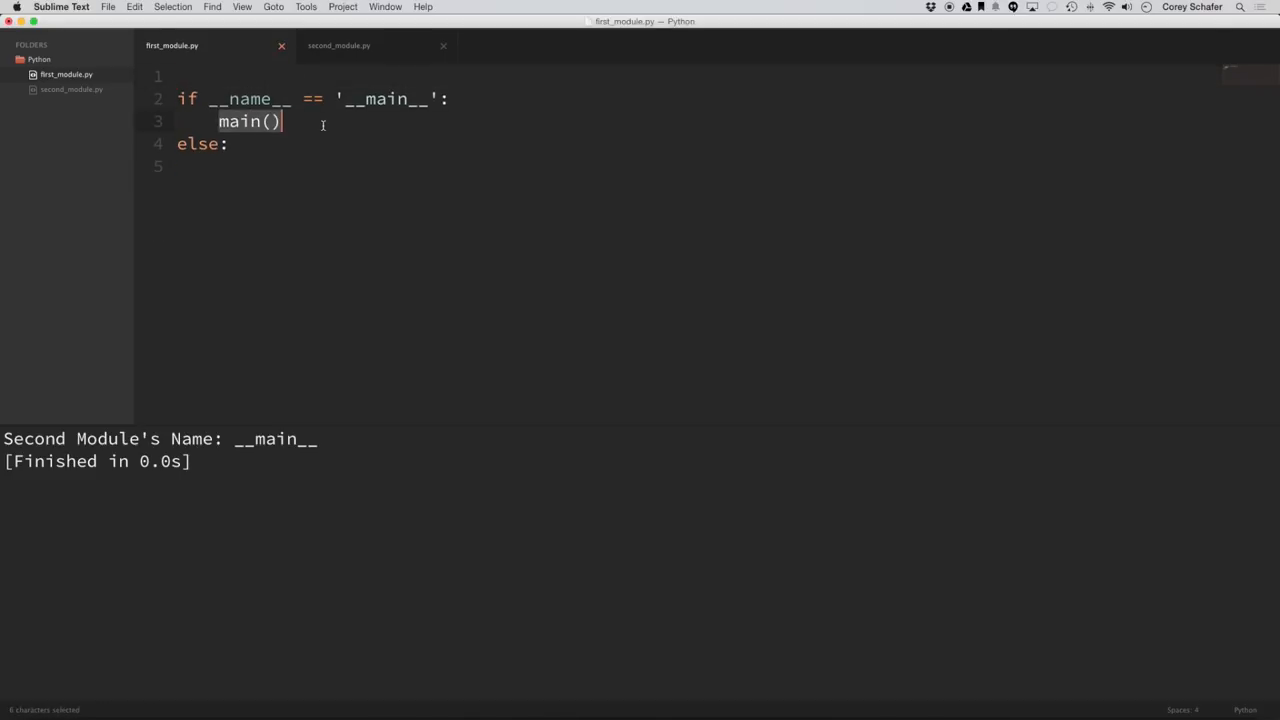 Sublime Text File Edit Selection Find View Goto Tools Project Window Help Corey Schafer
first_module.py — Python
FOLDERS
Python
first_module.py
second_module.py
first_module.py second_module.py
1
2 if __name__ == '__main__':
3 main()
4 else:
5
Second Module's Name: __main__
[Finished in 0.0s]
6 characters selected Spaces: 4 Python